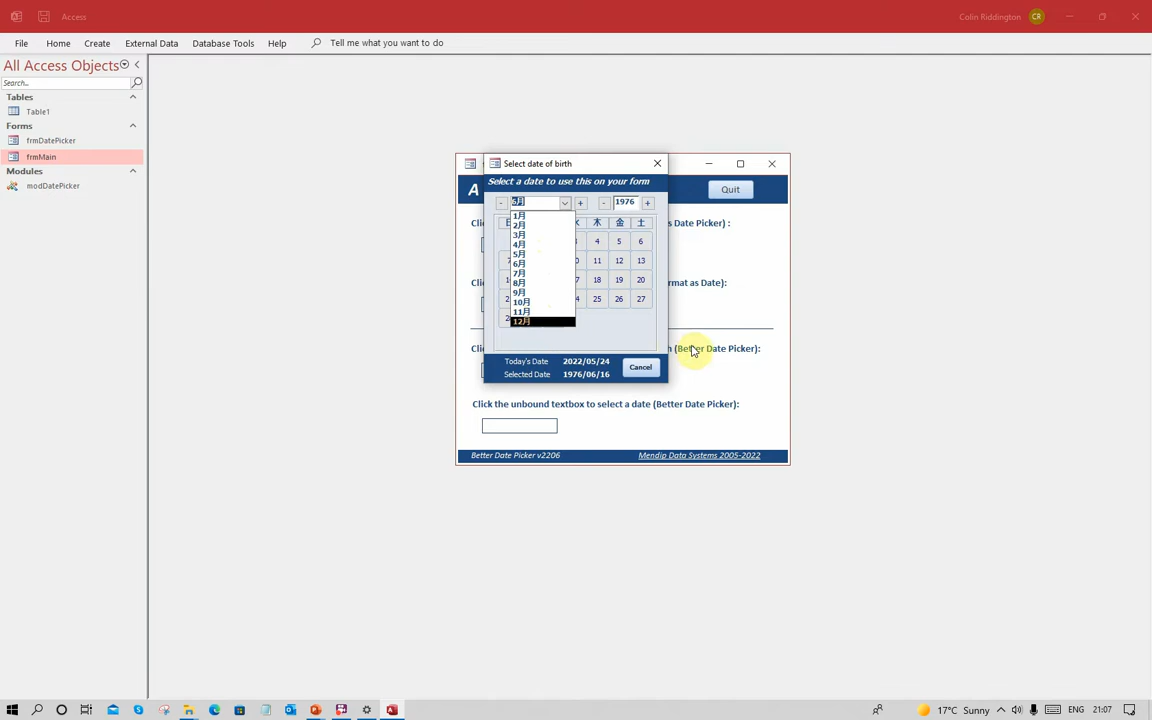 Access
Colin Riddington
CR
File Home Create External Data Database Tools Help Tell me what you want to do
All Access Objects
Search...
Tables
Table1
Forms
frmDatePicker
frmMain
Modules
modDatePicker
Select date of birth
Select a date to use this on your form
A
Quit
- 6月 + - 1976 +
1月
2月
3月
4月
5月
6月
7月
8月
9月
10月
11月
12月
日 木 金 土
3 4 5 6
10 11 12 13
18 19 20
25 26 27
Today's Date 2022/05/24
Selected Date 1976/06/16
Cancel
s Date Picker) :
rmat as Date):
(Better Date Picker):
Click the unbound textbox to select a date (Better Date Picker):
Better Date Picker v2206
Mendip Data Systems 2005-2022
17°C Sunny
ENG
21:07